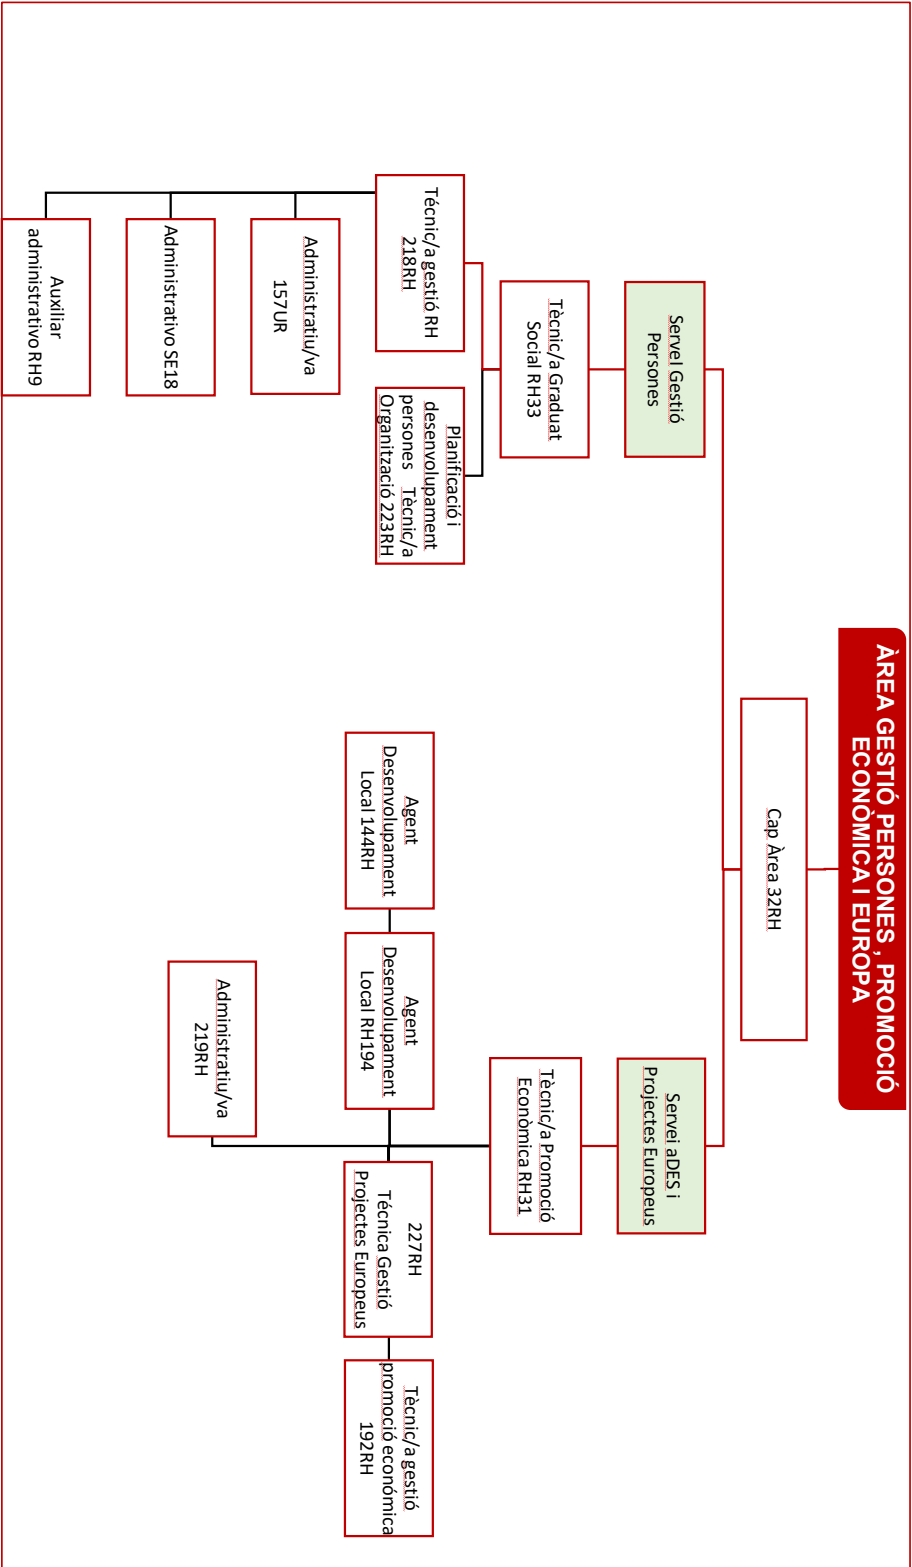 ÀREA GESTIÓ PERSONES , PROMOCIÓ
ECONÒMICA I EUROPA
Cap Àrea 32RH
Servel Gestió
Persones
Servei aDES i
Projectes Europeus
Tècnic/a Graduat
Social RH33
Tècnic/a Promoció
Econòmica RH31
Técnic/a gestió RH
218RH
Planificació i
desenvolupament
persones Tècnic/a
Organització 223RH
Agent
Desenvolupament
Local 144RH
Agent
Desenvolupament
Local RH194
227RH
Técnica Gestió
Projectes Europeus
Tècnic/a gestió
promoció económica
192RH
Administratiu/va
157UR
Administrativo SE18
Auxiliar
administrativo RH9
Administratiu/va
219RH